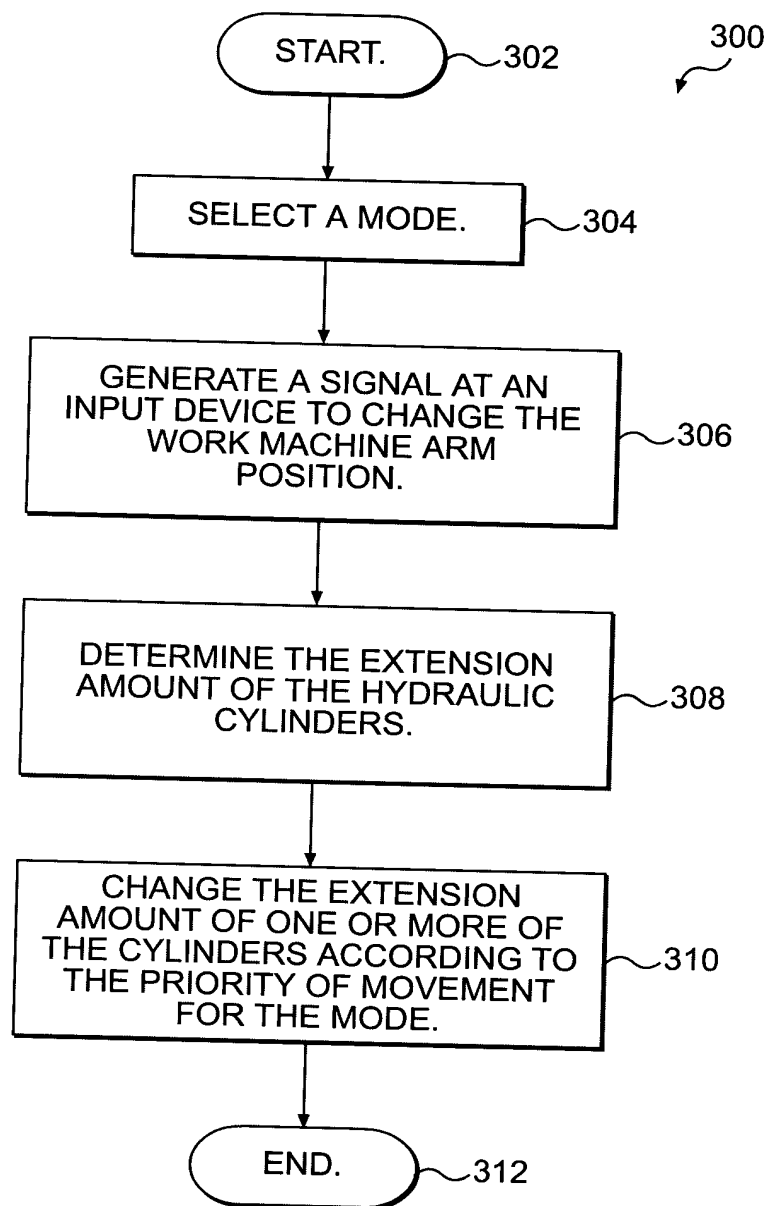 START.
302
300
SELECT A MODE.
304
GENERATE A SIGNAL AT AN
INPUT DEVICE TO CHANGE THE
WORK MACHINE ARM
POSITION.
306
DETERMINE THE EXTENSION
AMOUNT OF THE HYDRAULIC
CYLINDERS.
308
CHANGE THE EXTENSION
AMOUNT OF ONE OR MORE OF
THE CYLINDERS ACCORDING TO
THE PRIORITY OF MOVEMENT
FOR THE MODE.
310
END.
312